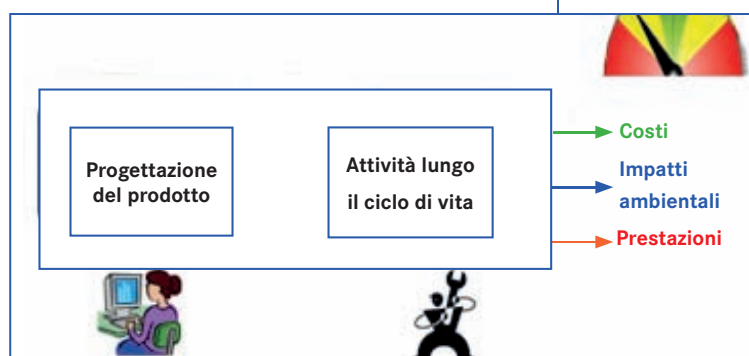 Progettazione
del prodotto
Attività lungo
il ciclo di vita
Costi
Impatti
ambientali
Prestazioni